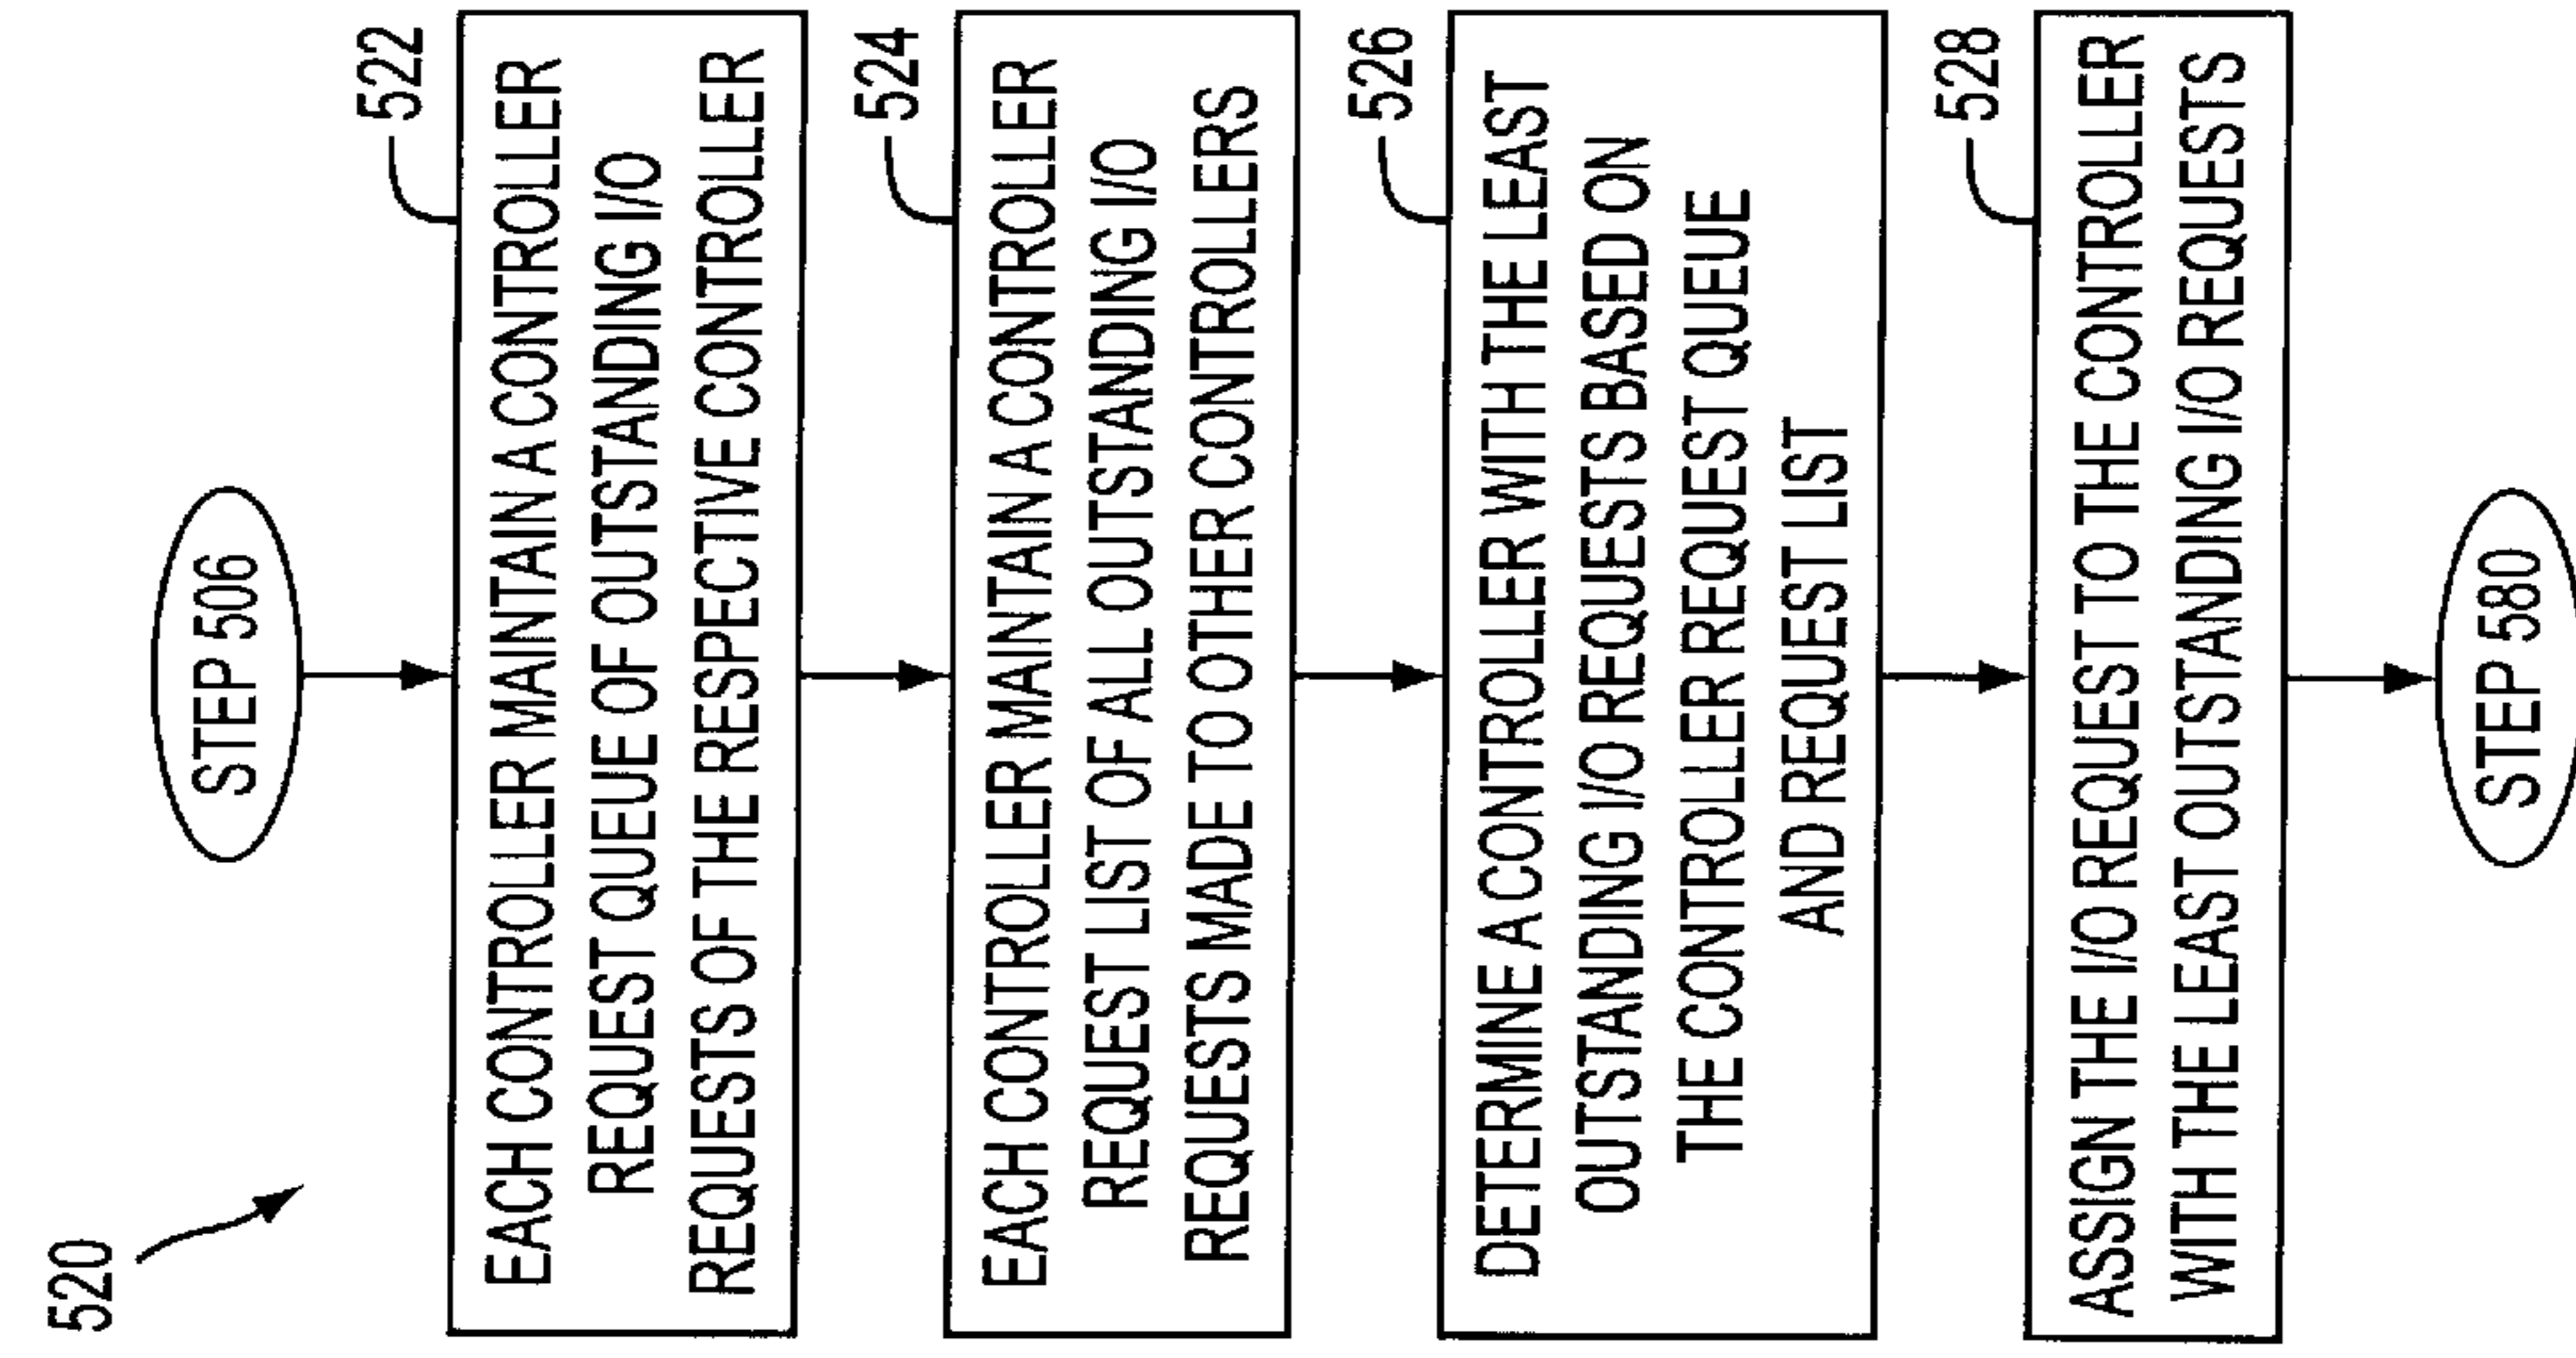 520
STEP 506
522
EACH CONTROLLER MAINTAIN A CONTROLLER
REQUEST QUEUE OF OUTSTANDING I/O
REQUESTS OF THE RESPECTIVE CONTROLLER
524
EACH CONTROLLER MAINTAIN A CONTROLLER
REQUEST LIST OF ALL OUTSTANDING I/O
REQUESTS MADE TO OTHER CONTROLLERS
526
DETERMINE A CONTROLLER WITH THE LEAST
OUTSTANDING I/O REQUESTS BASED ON
THE CONTROLLER REQUEST QUEUE
AND REQUEST LIST
528
ASSIGN THE I/O REQUEST TO THE CONTROLLER
WITH THE LEAST OUTSTANDING I/O REQUESTS
STEP 580